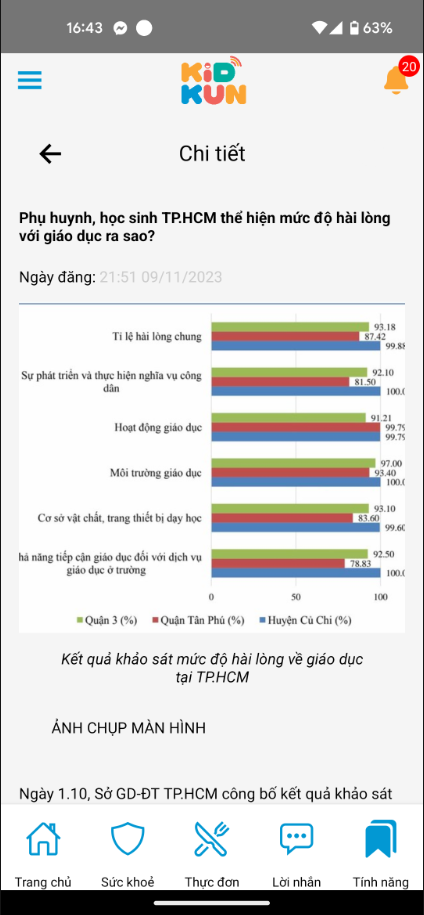 16:43
63%
KiD
KUN
20
Chi tiết
Phụ huynh, học sinh TP.HCM thể hiện mức độ hài lòng
với giáo dục ra sao?
Ngày đăng: 21:51 09/11/2023
Tỉ lệ hài lòng chung
93.18
87.42
99.88
Sự phát triển và thực hiện nghĩa vụ công
dân
92.10
81.50
100.0
Hoạt động giáo dục
91.21
99.79
99.79
Môi trường giáo dục
97.00
93.40
100.0
Cơ sở vật chất, trang thiết bị dạy học
93.10
83.60
99.60
hả năng tiếp cận giáo dục đối với dịch vụ
giáo dục ở trường
92.50
78.83
100.0
0 50 100
Quận 3 (%) Quận Tân Phú (%) Huyện Củ Chi (%)
Kết quả khảo sát mức độ hài lòng về giáo dục
tại TP.HCM
ẢNH CHỤP MÀN HÌNH
Ngày 1.10, Sở GD-ĐT TP.HCM công bố kết quả khảo sát
Trang chủ Sức khoẻ Thực đơn Lời nhắn Tính năng